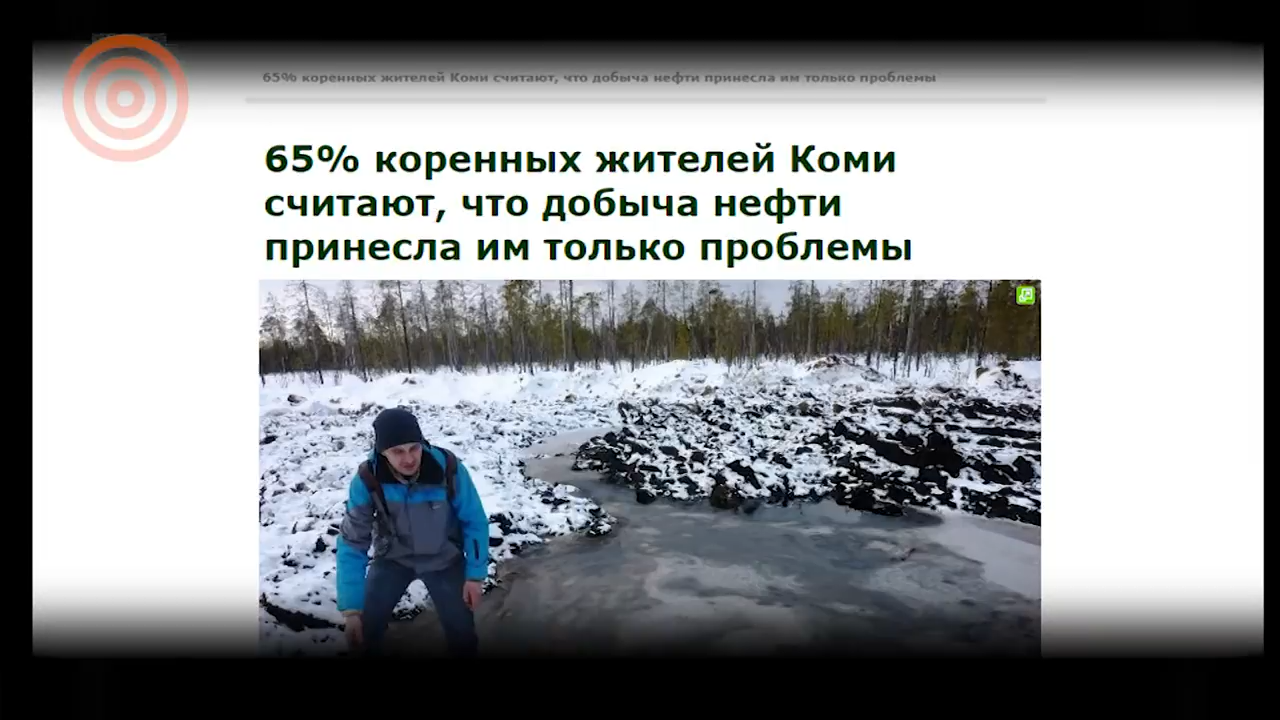 65% коренных жителей Коми считают, что добыча нефти принесла им только проблемы
65% коренных жителей Коми
считают, что добыча нефти
принесла им только проблемы